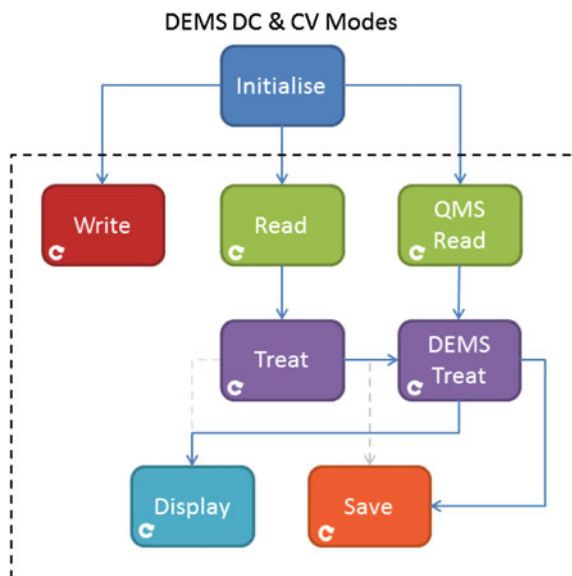 DEMS DC & CV Modes
Initialise
Write
Read
QMS
Read
Treat
DEMS
Treat
Display
Save